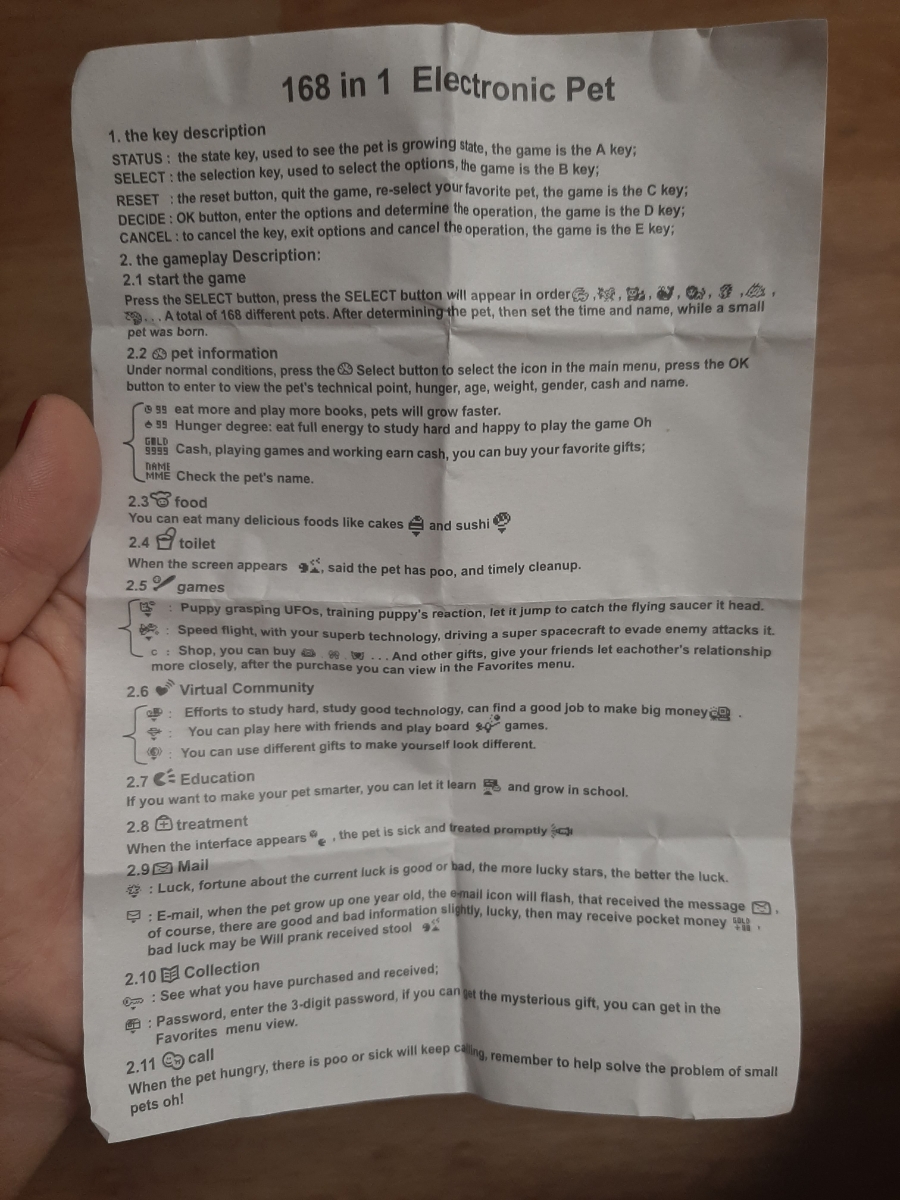 168 in 1 Electronic Pet
1. the key description
STATUS : the state key, used to see the pet is growing state, the game is the A key;
SELECT : the selection key, used to select the options, the game is the B key;
RESET : the reset button, quit the game, re-select your favorite pet, the game is the C key;
DECIDE : OK button, enter the options and determine the operation, the game is the D key;
CANCEL : to cancel the key, exit options and cancel the operation, the game is the E key;
2. the gameplay Description:
2.1 start the game
Press the SELECT button, press the SELECT button will appear in order , , , , , , ,
. . . A total of 168 different pets. After determining the pet, then set the time and name, while a small
pet was born.
2.2 pet information
Under normal conditions, press the Select button to select the icon in the main menu, press the OK
button to enter to view the pet's technical point, hunger, age, weight, gender, cash and name.
99 eat more and play more books, pets will grow faster.
99 Hunger degree: eat full energy to study hard and happy to play the game Oh
GOLD
9999 Cash, playing games and working earn cash, you can buy your favorite gifts;
NAME
MME Check the pet's name.
2.3 food
You can eat many delicious foods like cakes and sushi
2.4 toilet
When the screen appears , said the pet has poo, and timely cleanup.
2.5 games
: Puppy grasping UFOs, training puppy's reaction, let it jump to catch the flying saucer it head.
: Speed flight, with your superb technology, driving a super spacecraft to evade enemy attacks it.
c : Shop, you can buy , , . . . And other gifts, give your friends let eachother's relationship
more closely, after the purchase you can view in the Favorites menu.
2.6 Virtual Community
: Efforts to study hard, study good technology, can find a good job to make big money .
: You can play here with friends and play board games.
: You can use different gifts to make yourself look different.
2.7 Education
If you want to make your pet smarter, you can let it learn and grow in school.
2.8 treatment
When the interface appears , the pet is sick and treated promptly
2.9 Mail
: Luck, fortune about the current luck is good or bad, the more lucky stars, the better the luck.
: E-mail, when the pet grow up one year old, the e-mail icon will flash, that received the message .
of course, there are good and bad information slightly, lucky, then may receive pocket money ,
bad luck may be Will prank received stool
2.10 Collection
: See what you have purchased and received;
: Password, enter the 3-digit password, if you can get the mysterious gift, you can get in the
Favorites menu view.
2.11 call
When the pet hungry, there is poo or sick will keep calling, remember to help solve the problem of small
pets oh!